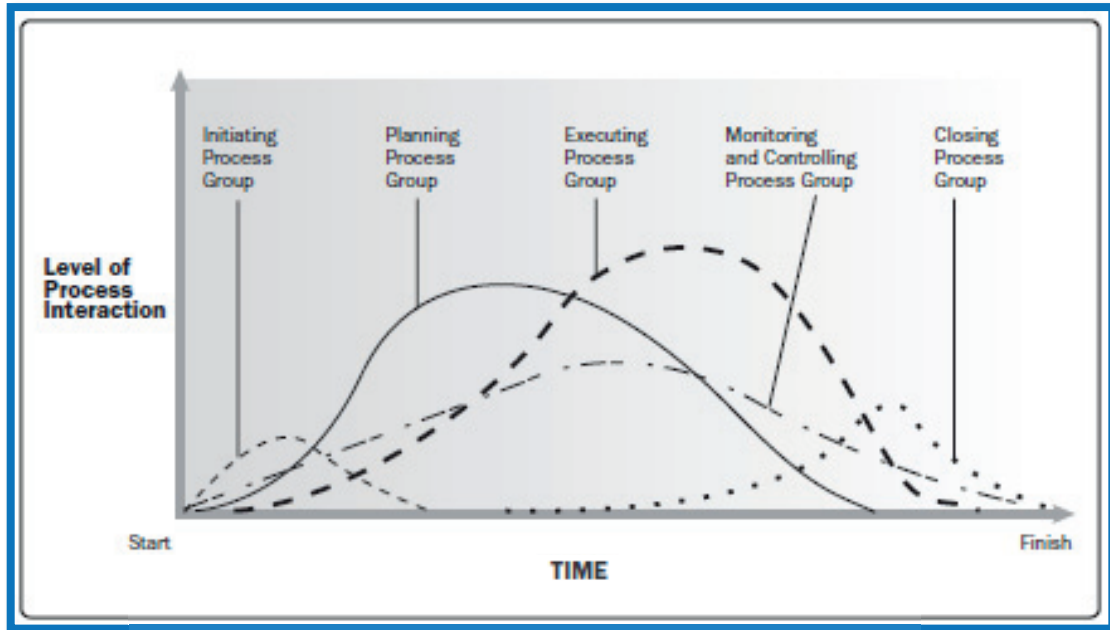 Initiating
Process
Group
Planning
Process
Group
Executing
Process
Group
Monitoring
and Controlling
Process Group
Closing
Process
Group
Level of
Process
Interaction
Start
Finish
TIME